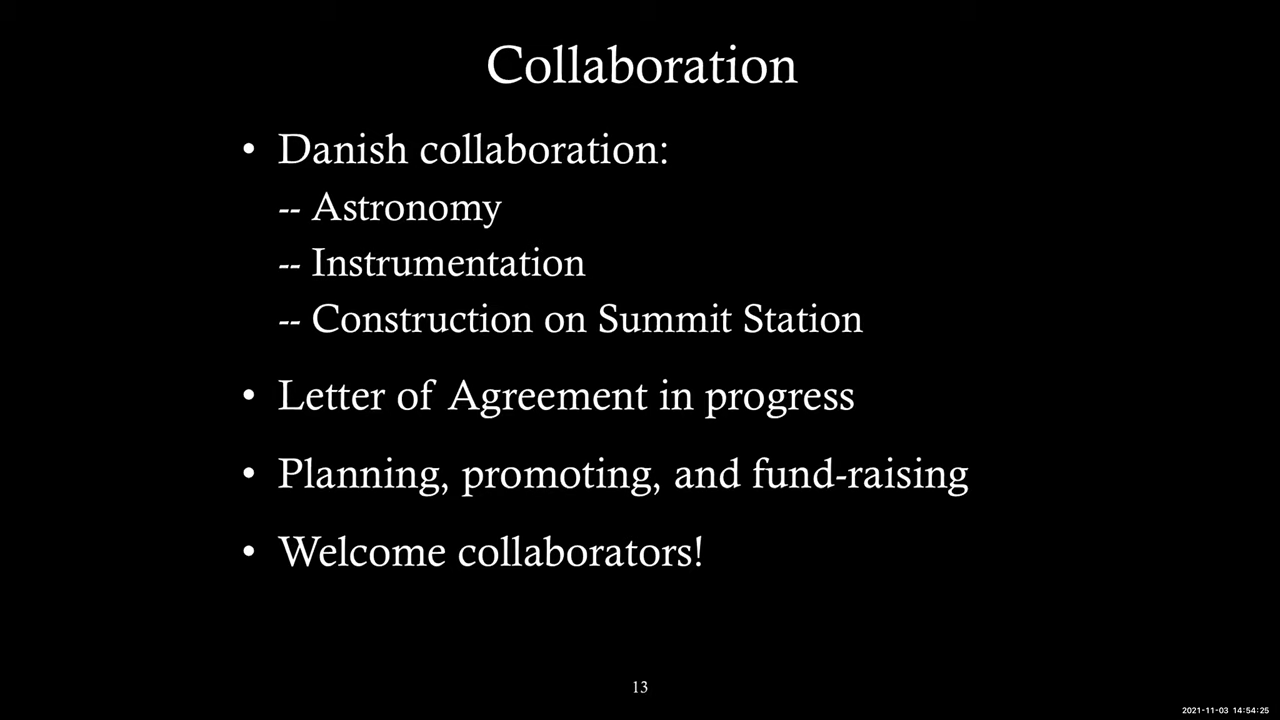 Collaboration
• Danish collaboration:
-- Astronomy
-- Instrumentation
-- Construction on Summit Station
• Letter of Agreement in progress
• Planning, promoting, and fund-raising
• Welcome collaborators!
13
2021-11-03 14:54:25